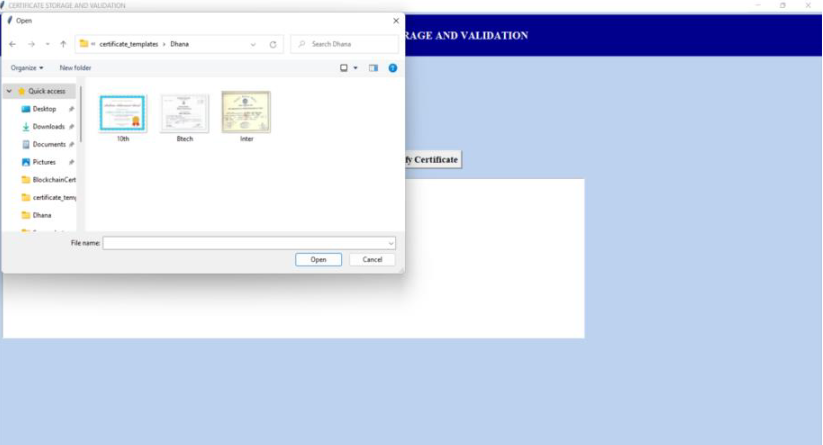 CERTIFICATE STORAGE AND VALIDATION
RAGE AND VALIDATION
Open
certificate_templates > Dhana
Search Dhana
Organize
New folder
Quick access
Desktop
Downloads
Documents
Pictures
BlockchainCert
certificate_temp
Dhana
10th
Btech
Inter
fy Certificate
File name:
Open
Cancel